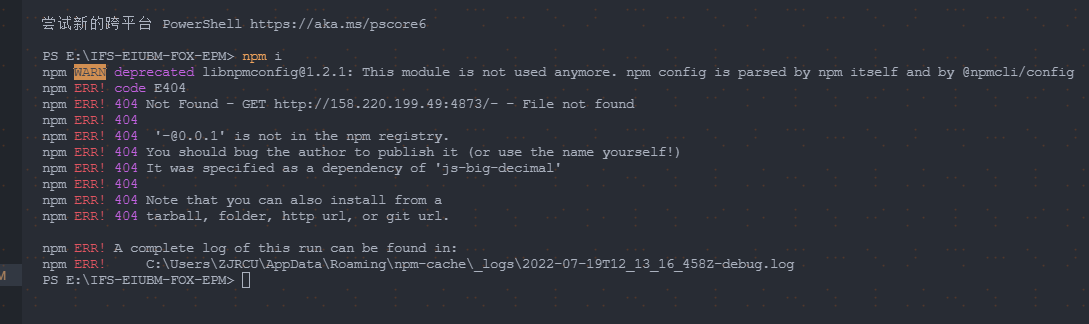 尝试新的跨平台 PowerShell https://aka.ms/pscore6
PS E:\IFS-EIUBM-FOX-EPM> npm i
npm WARN deprecated libnpmconfig@1.2.1: This module is not used anymore. npm config is parsed by npm itself and by @npmcli/config
npm ERR! code E404
npm ERR! 404 Not Found - GET http://158.220.199.49:4873/- - File not found
npm ERR! 404
npm ERR! 404  '-@0.0.1' is not in the npm registry.
npm ERR! 404 You should bug the author to publish it (or use the name yourself!)
npm ERR! 404 It was specified as a dependency of 'js-big-decimal'
npm ERR! 404
npm ERR! 404 Note that you can also install from a
npm ERR! 404 tarball, folder, http url, or git url.
npm ERR! A complete log of this run can be found in:
npm ERR!     C:\Users\ZJRCU\AppData\Roaming\npm-cache\_logs\2022-07-19T12_13_16_458Z-debug.log
M
PS E:\IFS-EIUBM-FOX-EPM>